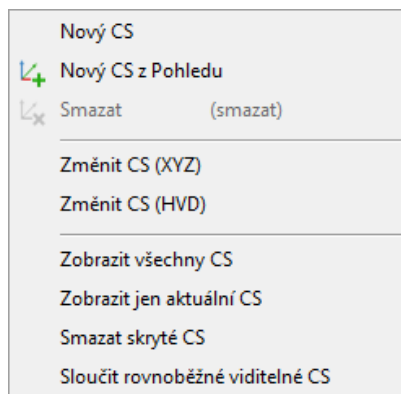 Nový CS
Nový CS z Pohledu
Smazat (smazat)
Změnit CS (XYZ)
Změnit CS (HVD)
Zobrazit všechny CS
Zobrazit jen aktuální CS
Smazat skryté CS
Sloučit rovnoběžné viditelné CS